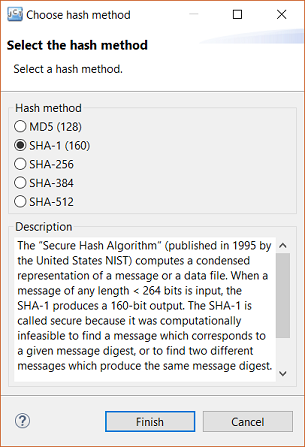 Choose hash method
Select the hash method
Select a hash method.
Hash method
MD5 (128)
SHA-1 (160)
SHA-256
SHA-384
SHA-512
Description
The "Secure Hash Algorithm" (published in 1995 by
the United States NIST) computes a condensed
representation of a message or a data file. When a
message of any length < 264 bits is input, the
SHA-1 produces a 160-bit output. The SHA-1 is
called secure because it was computationally
infeasible to find a message which corresponds to
a given message digest, or to find two different
messages which produce the same message digest.
Finish
Cancel